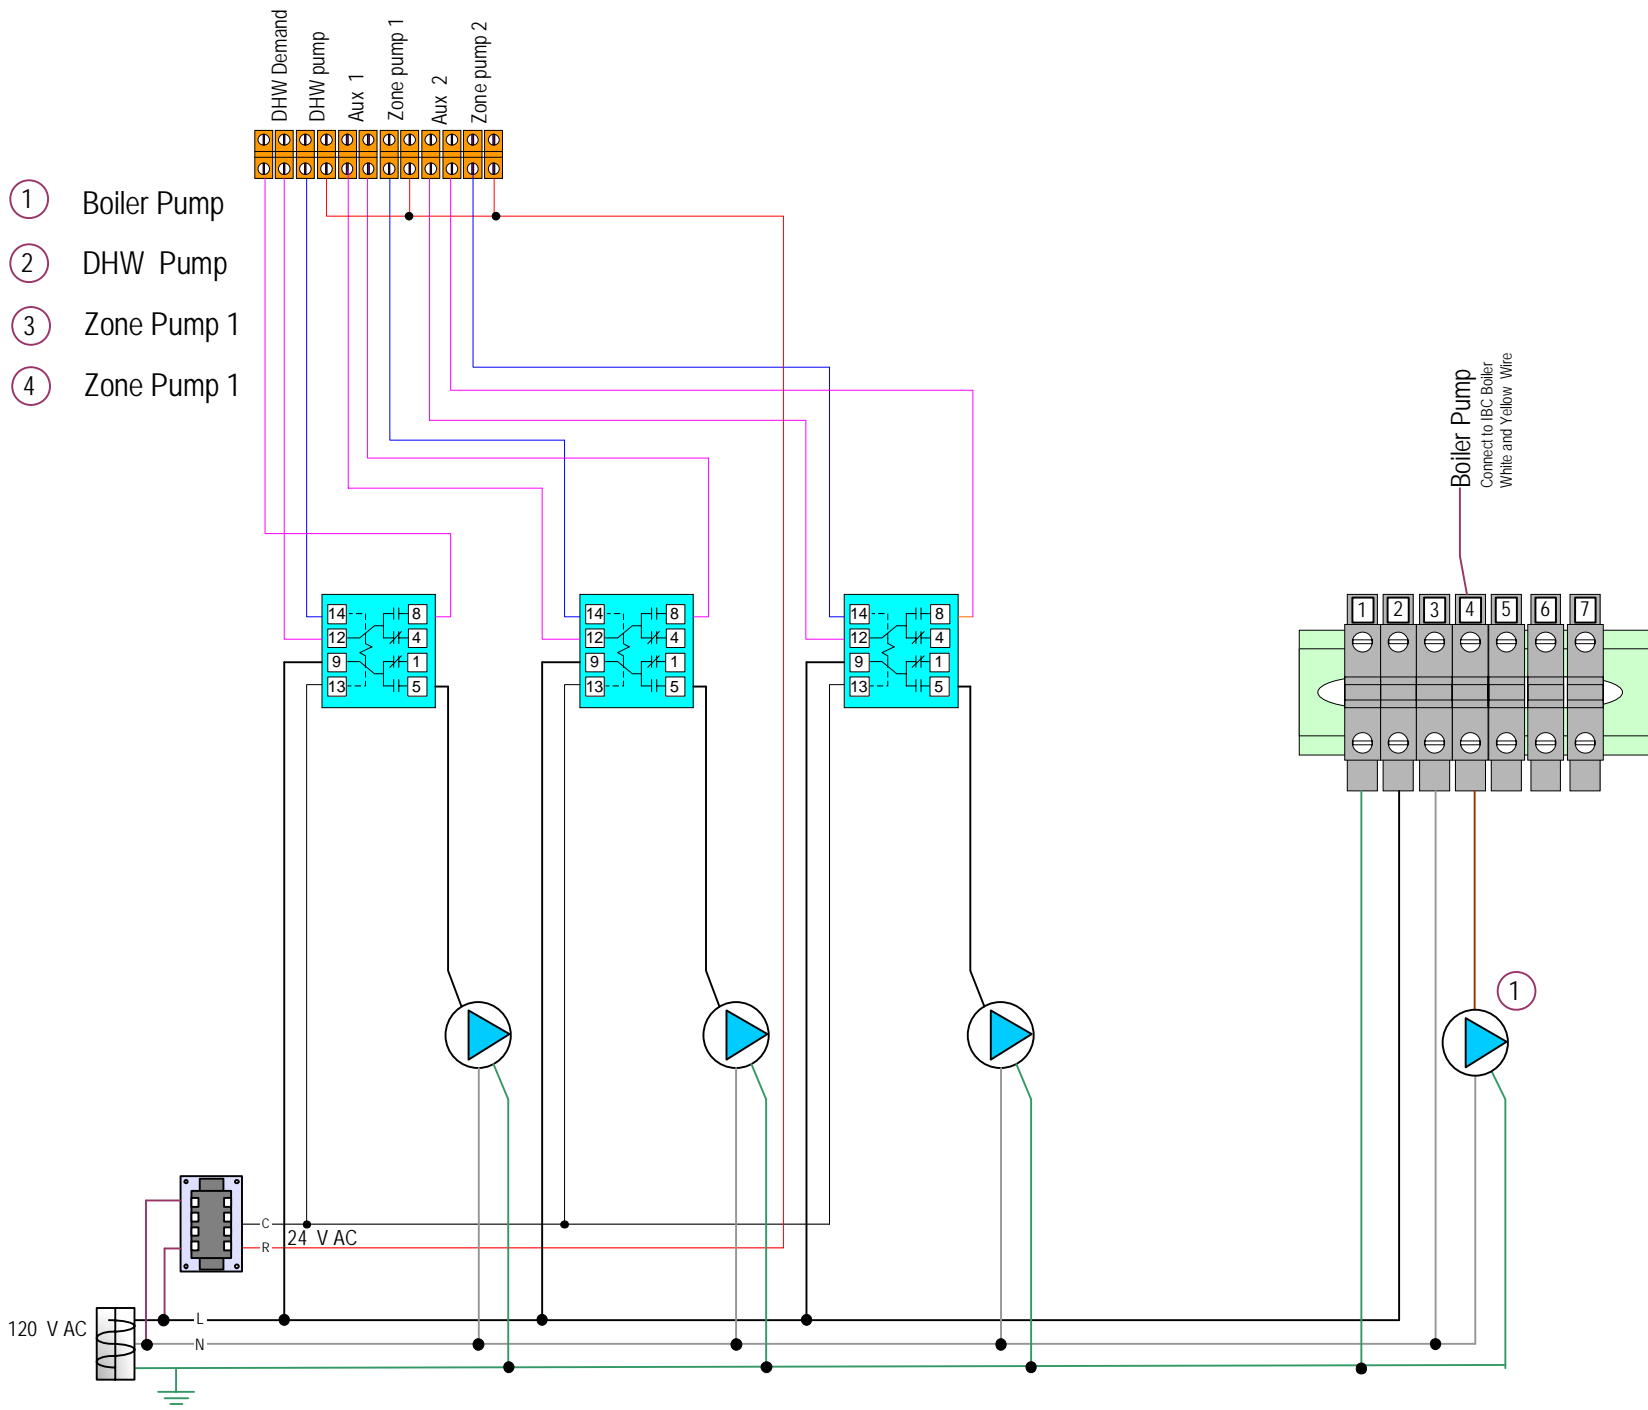 DHW Demand
DHW pump
Aux 1
Zone pump 1
Aux 2
Zone pump 2
1 Boiler Pump
2 DHW Pump
3 Zone Pump 1
4 Zone Pump 1
Boiler Pump
Connect to IBC Boiler
White and Yellow Wire
14 8
12 4
9 1
13 5
14 8
12 4
9 1
13 5
14 8
12 4
9 1
13 5
1 2 3 4 5 6 7
1
C
24 V AC
R
120 V AC
L
N